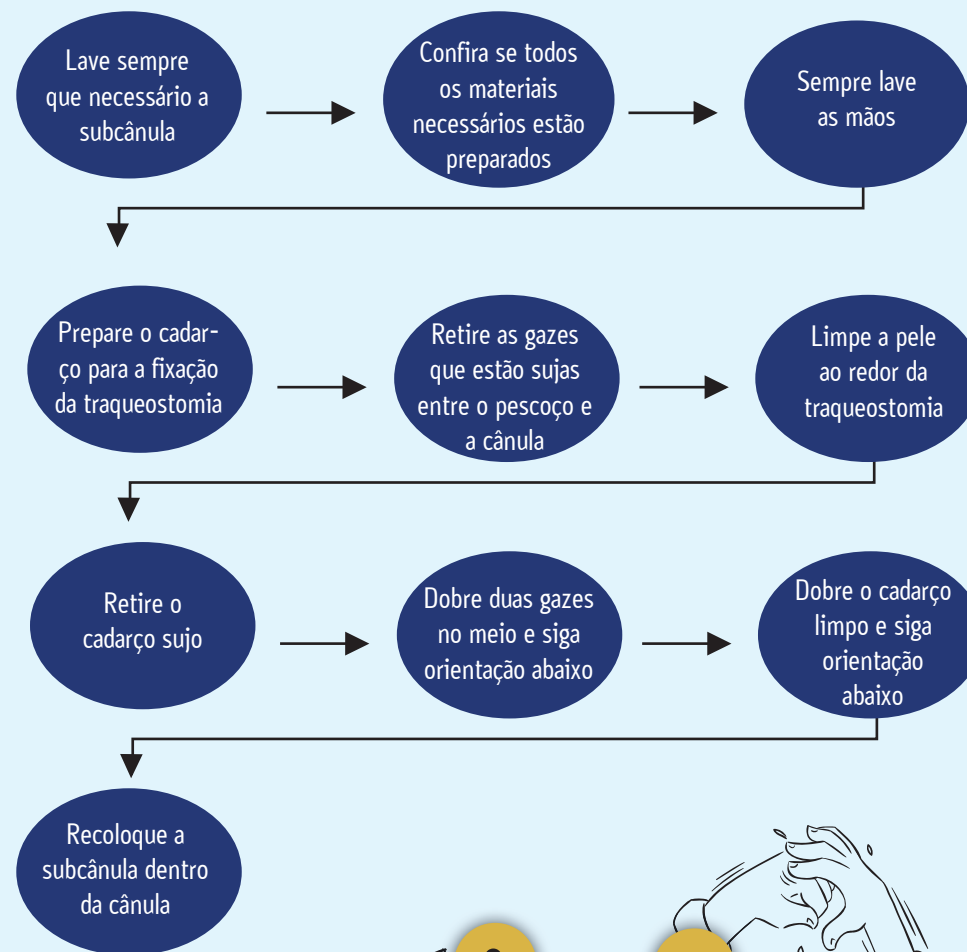 Lave sempre
que necessário a
subcânula
Confira se todos
os materiais
necessários estão
preparados
Sempre lave
as mãos
Prepare o cadar-
ço para a fixação
da traqueostomia
Retire as gazes
que estão sujas
entre o pescoço e
a cânula
Limpe a pele
ao redor da
traqueostomia
Retire o
cadarço sujo
Dobre duas gazes
no meio e siga
orientação abaixo
Dobre o cadarço
limpo e siga
orientação
abaixo
Recoloque a
subcânula dentro
da cânula